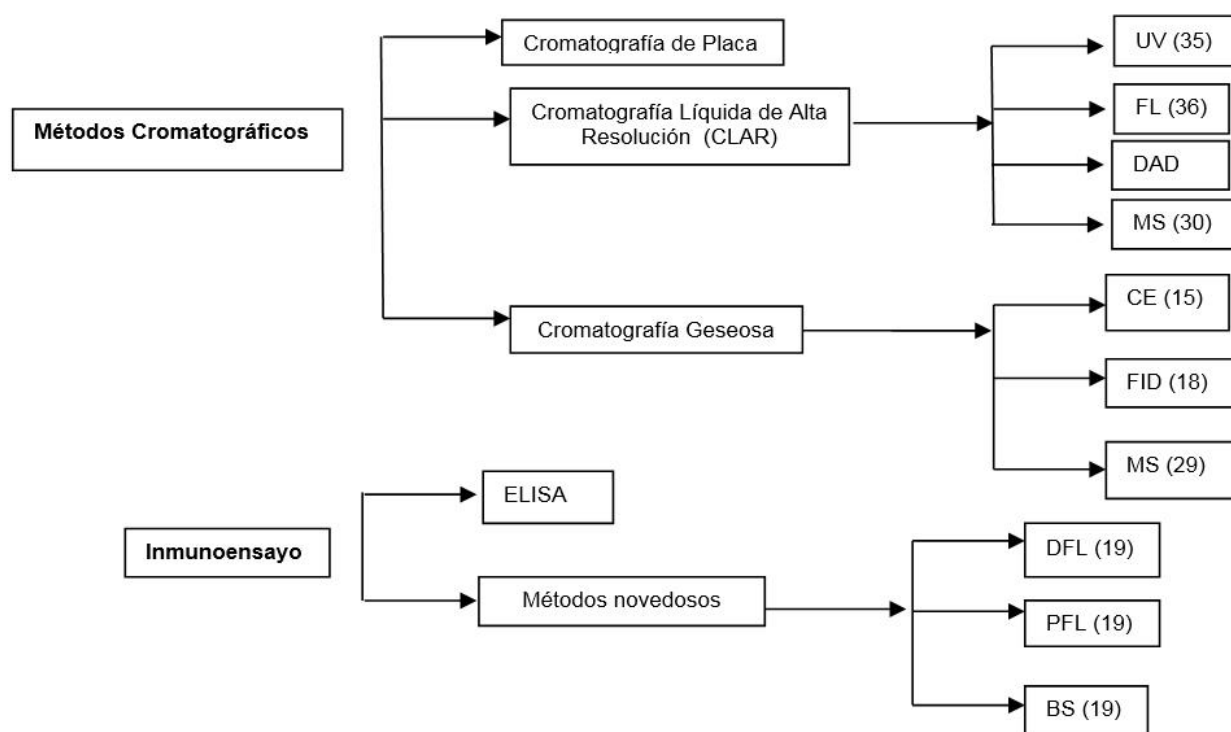 Métodos Cromatográficos
Cromatografía de Placa
Cromatografía Líquida de Alta
Resolución (CLAR)
UV (35)
FL (36)
DAD
MS (30)
Cromatografía Geseosa
CE (15)
FID (18)
MS (29)
Inmunoensayo
ELISA
Métodos novedosos
DFL (19)
PFL (19)
BS (19)